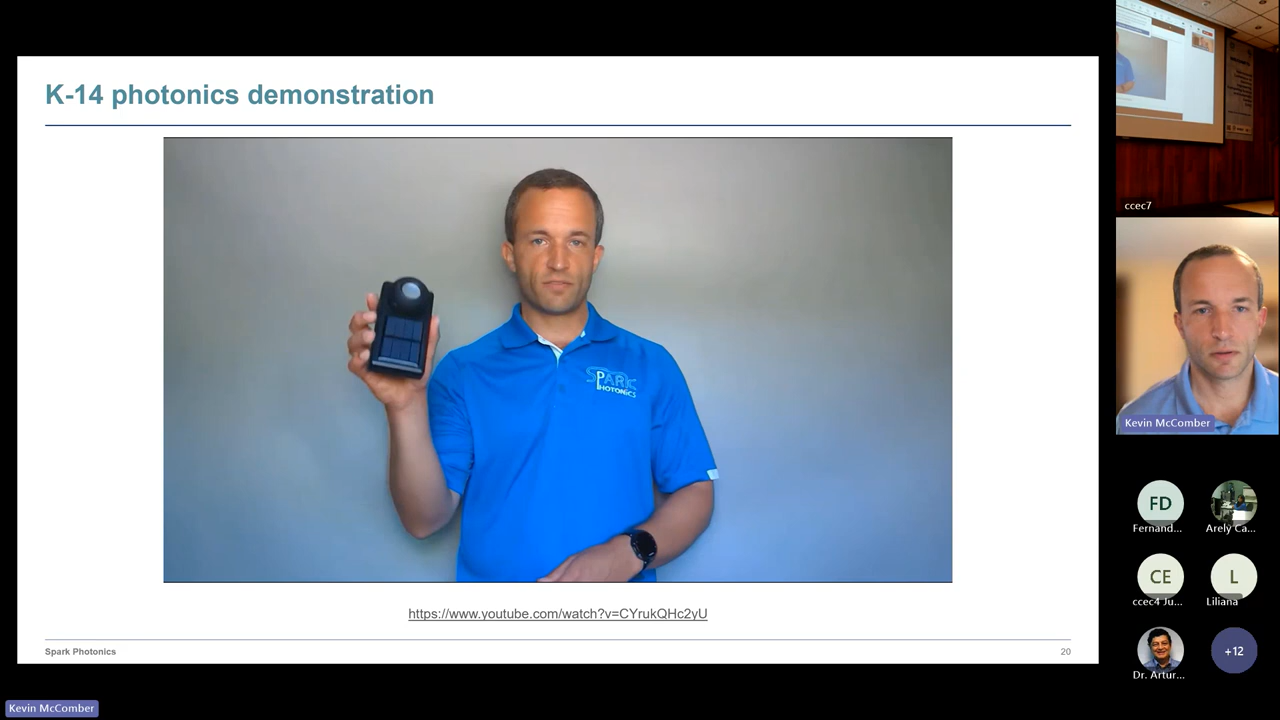 K-14 photonics demonstration
SPARK
PHOTONICS
https://www.youtube.com/watch?v=CYrukQHc2yU
Spark Photonics
20
ccec7
Kevin McComber
FD
Fernand...
Arely Ca...
CE
L
ccec4 Ju...
Liliana
+12
Dr. Artur...
Kevin McComber